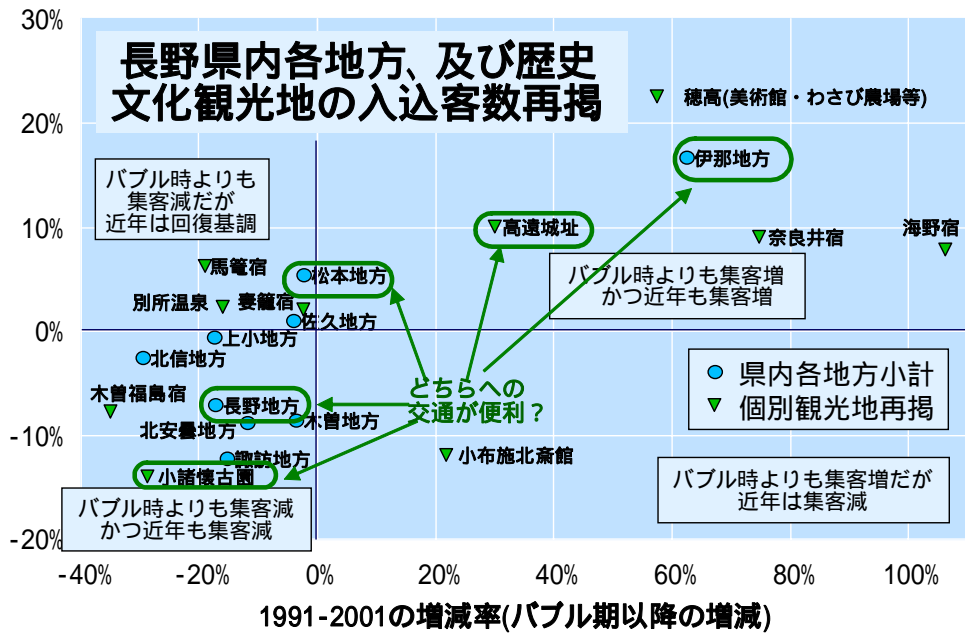 30%
20%
10%
0%
-10%
-20%
長野県内各地方、及び歴史
文化観光地の入込客数再掲
穂高(美術館・わさび農場等)
伊那地方
バブル時よりも
集客減だが
近年は回復基調
高遠城址
奈良井宿
海野宿
馬篭宿
松本地方
バブル時よりも集客増
かつ近年も集客増
別所温泉
妻籠宿
佐久地方
上小地方
北信地方
県内各地方小計
個別観光地再掲
木曽福島宿
どちらへの
交通が便利？
長野地方
木曽地方
北安曇地方
小布施北斎館
諏訪地方
小諸懐古園
バブル時よりも集客増だが
近年は集客減
バブル時よりも集客減
かつ近年も集客減
-40%
-20%
0%
20%
40%
60%
80%
100%
1991-2001の増減率(バブル期以降の増減)